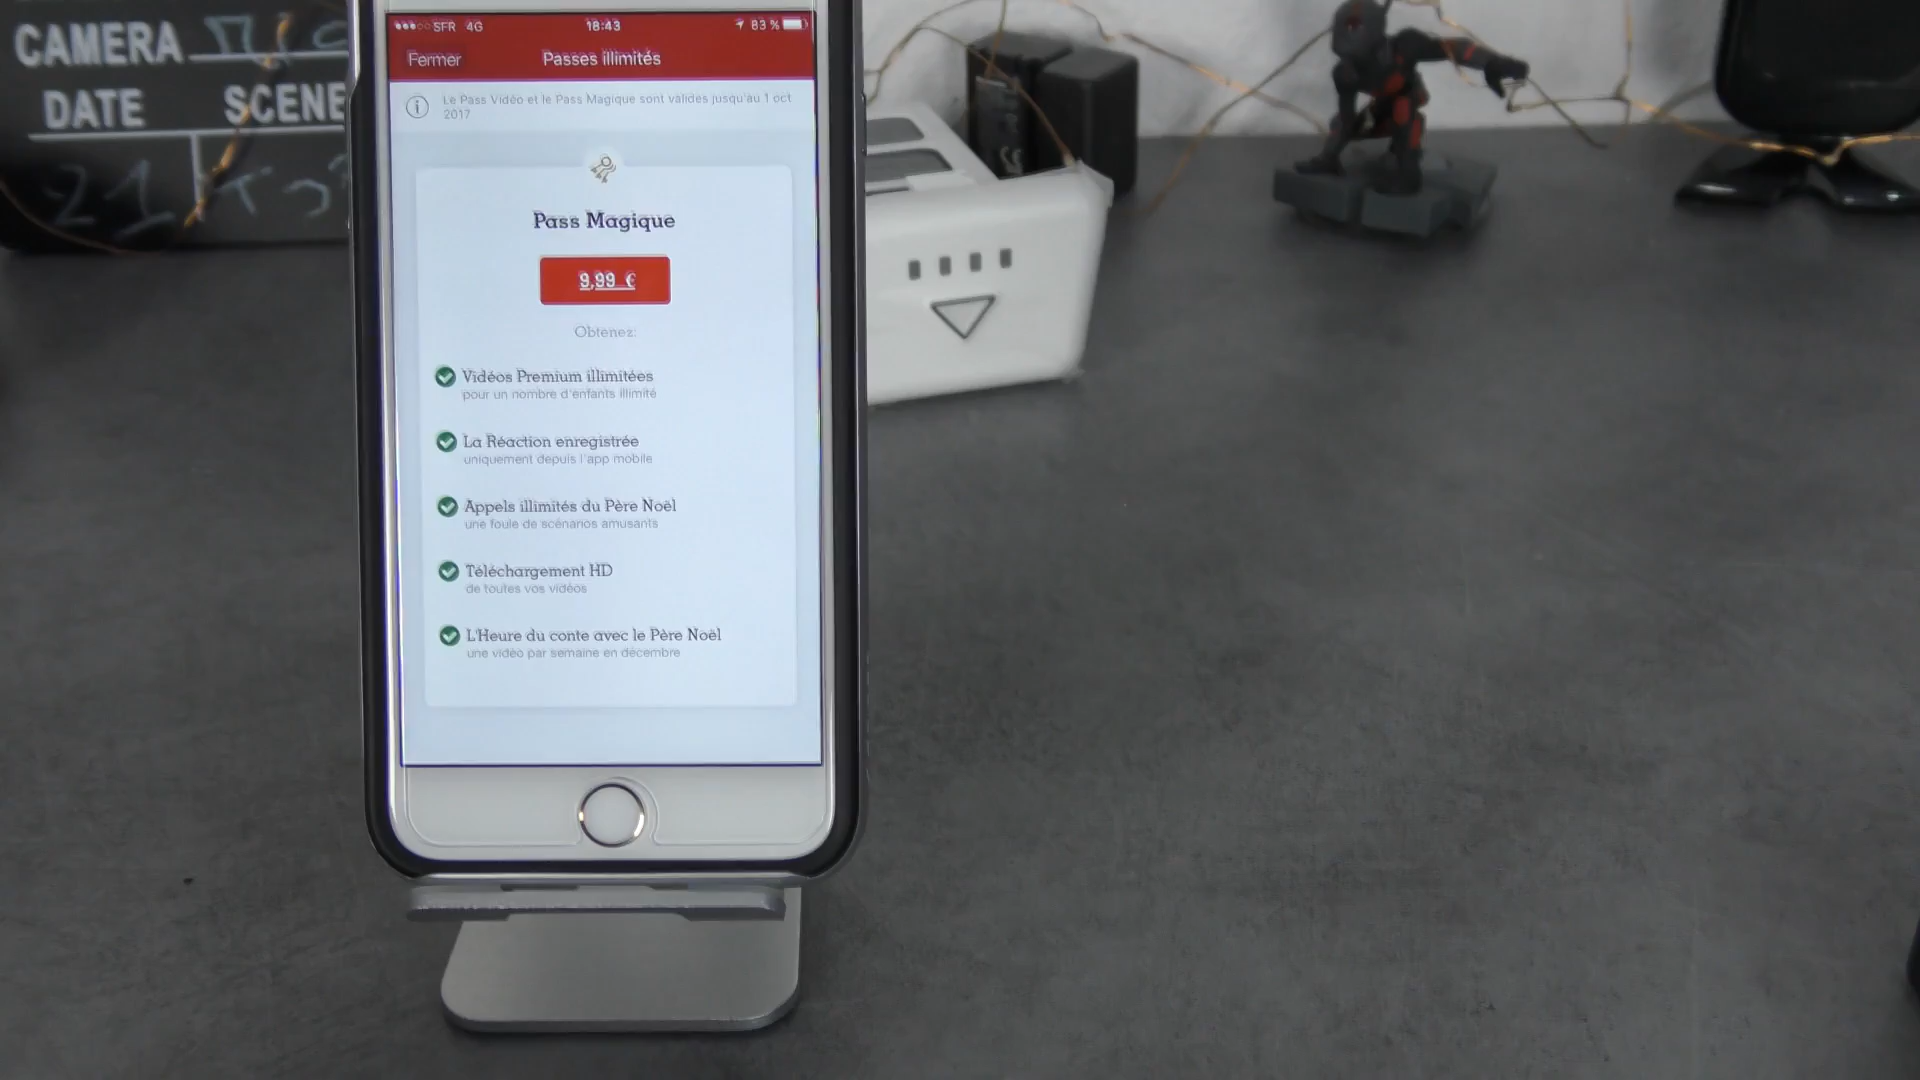 CAMERA
DATE SCENE
21
SFR 4G 18:43 83 %
Fermer Passes illimités
Le Pass Vidéo et le Pass Magique sont valides jusqu'au 1 oct
2017
Pass Magique
9,99 €
Obtenez:
Vidéos Premium illimitées
pour un nombre d'enfants illimité
La Réaction enregistrée
uniquement depuis l'app mobile
Appels illimités du Père Noël
une foule de scénarios amusants
Téléchargement HD
de toutes vos vidéos
L'Heure du conte avec le Père Noël
une vidéo par semaine en décembre